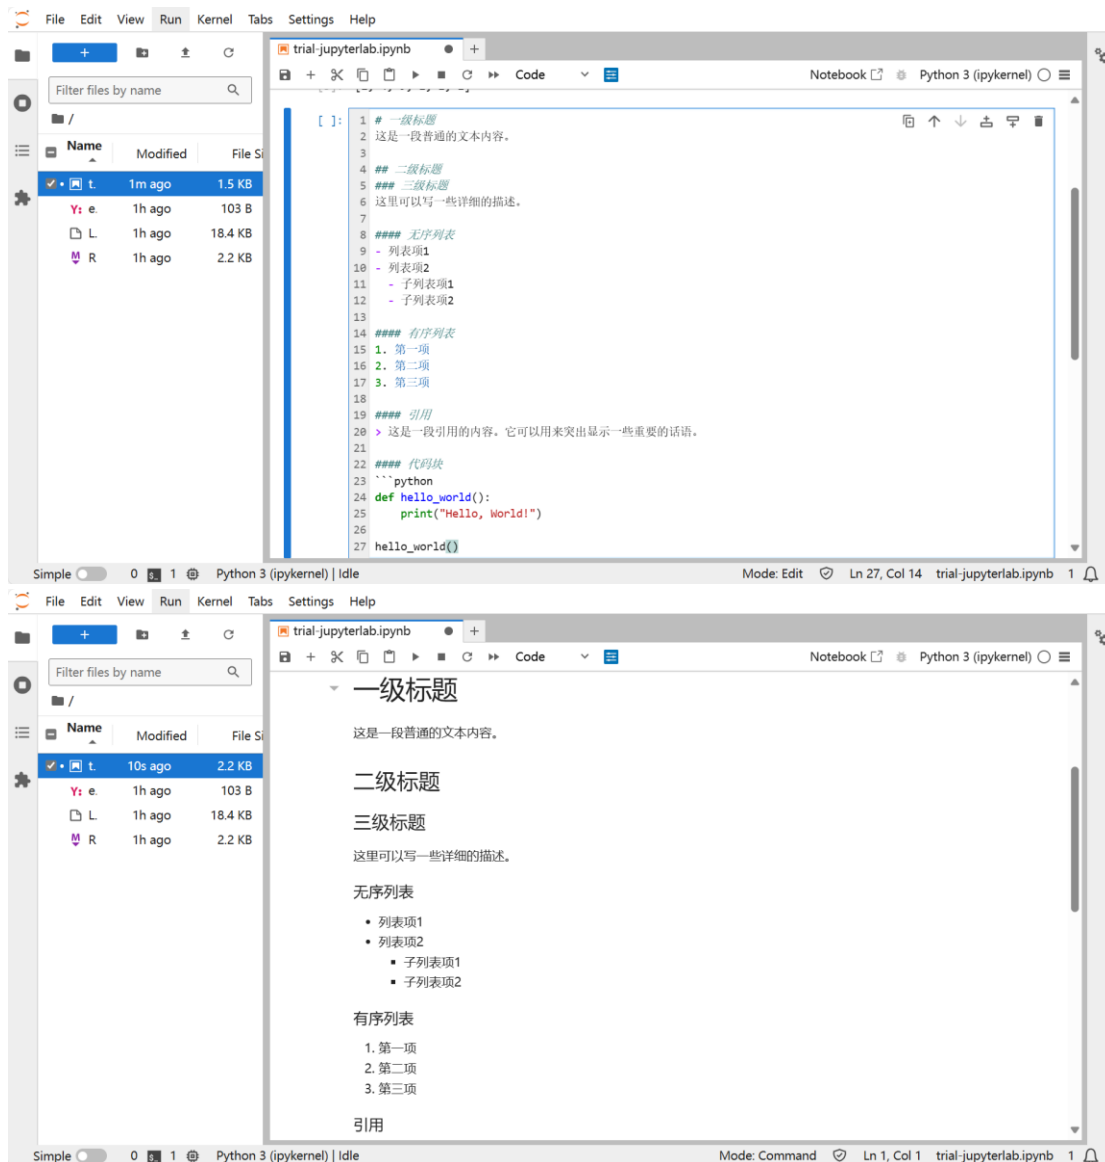 File Edit View Run Kernel Tabs Settings Help
trial-jupyterlab.ipynb
Code
Notebook
Python 3 (ipykernel)
Filter files by name
/
Name Modified File Si
t. 1m ago 1.5 KB
e. 1h ago 103 B
L. 1h ago 18.4 KB
R 1h ago 2.2 KB
[ ]:
1 # 一级标题
2 这是一段普通的文本内容。
3
4 ## 二级标题
5 ### 三级标题
6 这里可以写一些详细的描述。
7
8 #### 无序列表
9 - 列表项1
10 - 列表项2
11   - 子列表项1
12   - 子列表项2
13
14 #### 有序列表
15 1. 第一项
16 2. 第二项
17 3. 第三项
18
19 #### 引用
20 > 这是一段引用的内容。它可以用来突出显示一些重要的话语。
21
22 #### 代码块
23 ```python
24 def hello_world():
25     print("Hello, World!")
26
27 hello_world()
Simple 0 1 Python 3 (ipykernel) | Idle Mode: Edit Ln 27, Col 14 trial-jupyterlab.ipynb 1
File Edit View Run Kernel Tabs Settings Help
trial-jupyterlab.ipynb
Code
Notebook
Python 3 (ipykernel)
Filter files by name
/
Name Modified File Si
t. 10s ago 2.2 KB
e. 1h ago 103 B
L. 1h ago 18.4 KB
R 1h ago 2.2 KB
一级标题
这是一段普通的文本内容。
二级标题
三级标题
这里可以写一些详细的描述。
无序列表
• 列表项1
• 列表项2
▪ 子列表项1
▪ 子列表项2
有序列表
1. 第一项
2. 第二项
3. 第三项
引用
Simple 0 1 Python 3 (ipykernel) | Idle Mode: Command Ln 1, Col 1 trial-jupyterlab.ipynb 1